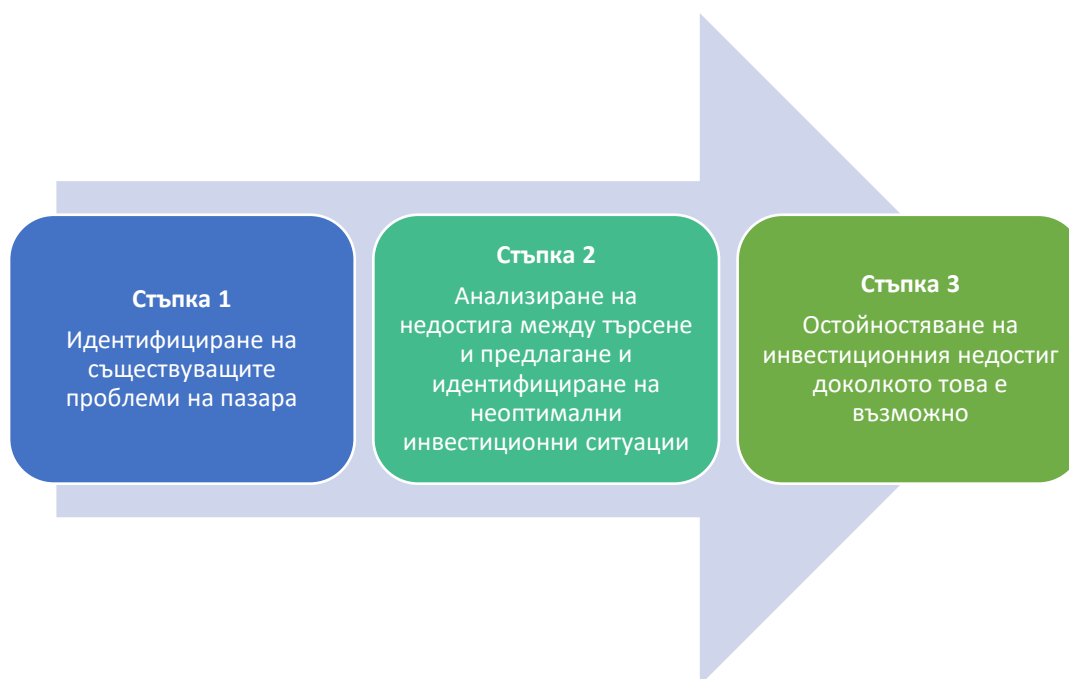 Стъпка 1
Идентифициране на
съществуващите
проблеми на пазара
Стъпка 2
Анализиране на
недостига между търсене
и предлагане и
идентифициране на
неоптимални
инвестиционни ситуации
Стъпка 3
Остойностяване на
инвестиционния недостиг
доколкото това е
възможно